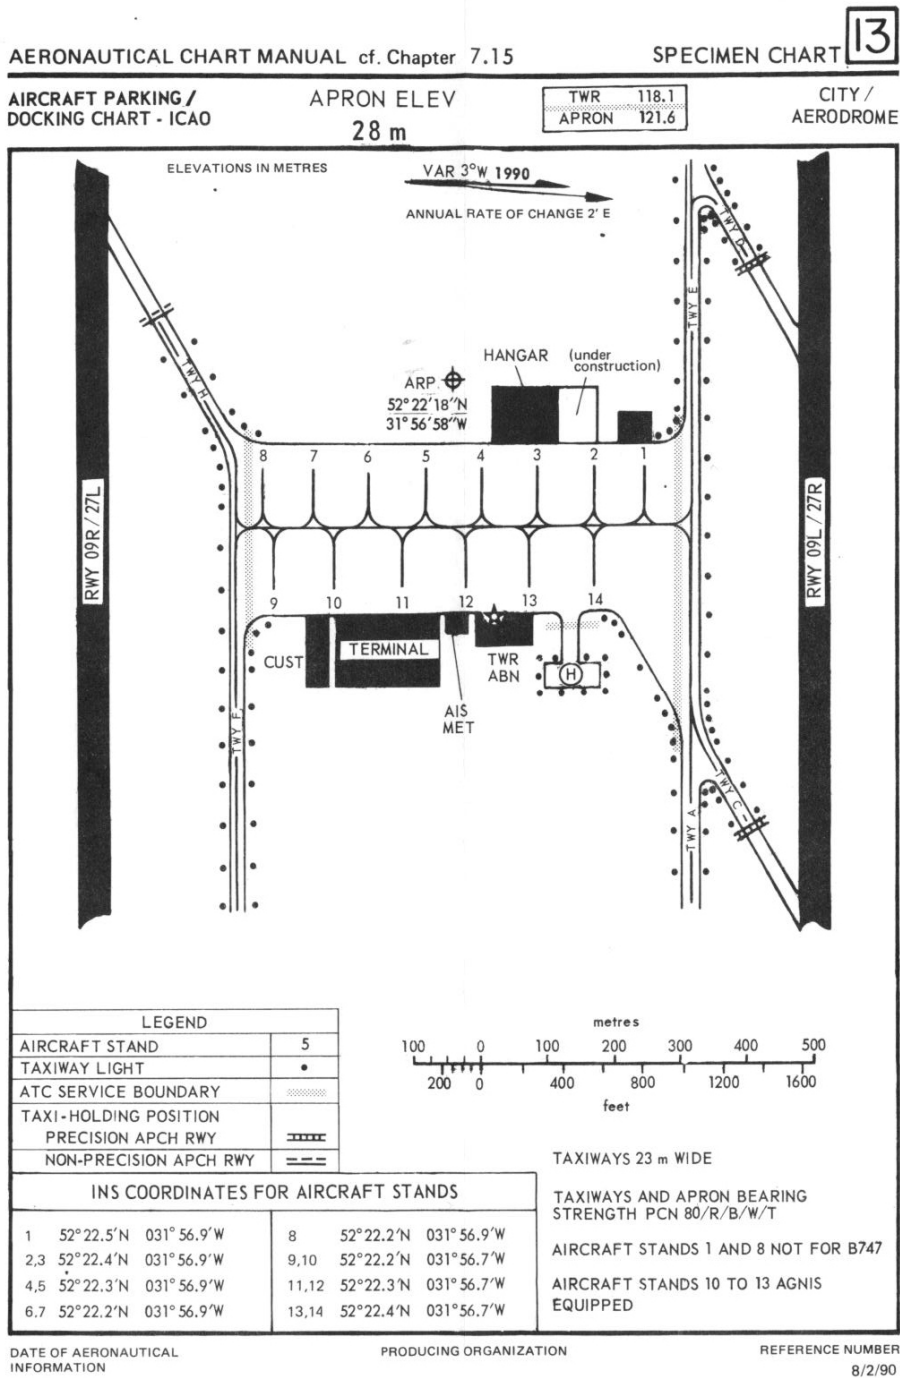 13
AERONAUTICAL CHART MANUAL cf. Chapter 7.15 SPECIMEN CHART
AIRCRAFT PARKING/
DOCKING CHART - ICAO
APRON ELEV
28 m
TWR 118.1
APRON 121.6
CITY/
AERODROME
ELEVATIONS IN METRES
VAR 3°W 1990
ANNUAL RATE OF CHANGE 2' E
TWY D
TWY E
HANGAR
(under
construction)
ARP
52° 22'18"N
31° 56'58"W
TWY H
8 7 6 5 4 3 2 1
RWY 09R / 27L
RWY 09L / 27R
9 10 11 12 13 14
CUST
TERMINAL
TWR
ABN
H
AIS
MET
TWY F
TWY C
TWY A
LEGEND
AIRCRAFT STAND 5
TAXIWAY LIGHT
ATC SERVICE BOUNDARY
TAXI-HOLDING POSITION
PRECISION APCH RWY
NON-PRECISION APCH RWY
metres
100 0 100 200 300 400 500
200 0 400 800 1200 1600
feet
INS COORDINATES FOR AIRCRAFT STANDS
1 52°22.5'N 031°56.9'W
2,3 52°22.4'N 031°56.9'W
4,5 52°22.3'N 031°56.9'W
6.7 52°22.2'N 031°56.9'W
8 52°22.2'N 031°56.9'W
9,10 52°22.2'N 031°56.7'W
11,12 52°22.3'N 031°56.7'W
13,14 52°22.4'N 031°56.7'W
TAXIWAYS 23 m WIDE
TAXIWAYS AND APRON BEARING
STRENGTH PCN 80/R/B/W/T
AIRCRAFT STANDS 1 AND 8 NOT FOR B747
AIRCRAFT STANDS 10 TO 13 AGNIS
EQUIPPED
DATE OF AERONAUTICAL
INFORMATION
PRODUCING ORGANIZATION
REFERENCE NUMBER
8/2/90